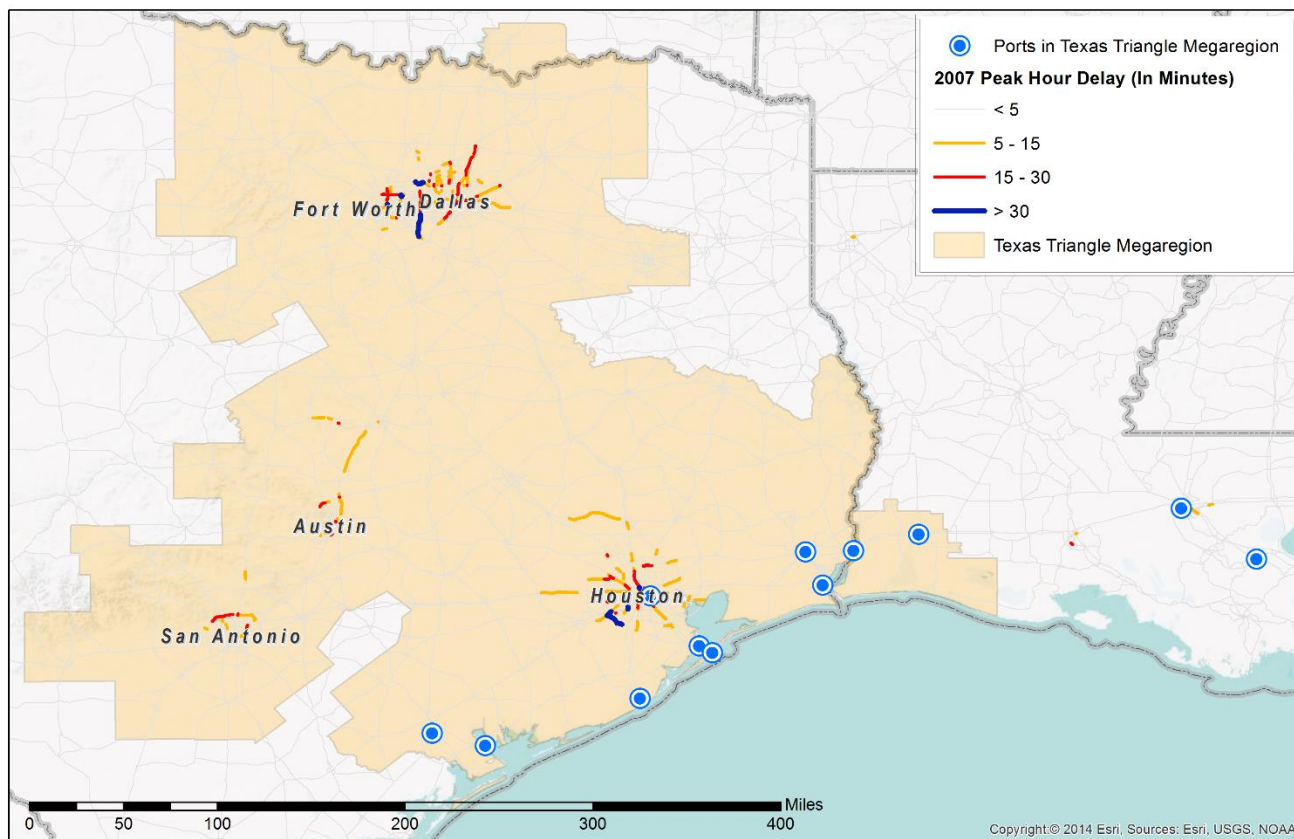 Ports in Texas Triangle Megaregion
2007 Peak Hour Delay (In Minutes)
< 5
5 - 15
15 - 30
> 30
Texas Triangle Megaregion
Fort Worth
Dallas
Austin
Houston
San Antonio
Miles
0 50 100 200 300 400
Copyright:© 2014 Esri, Sources: Esri, USGS, NOAA